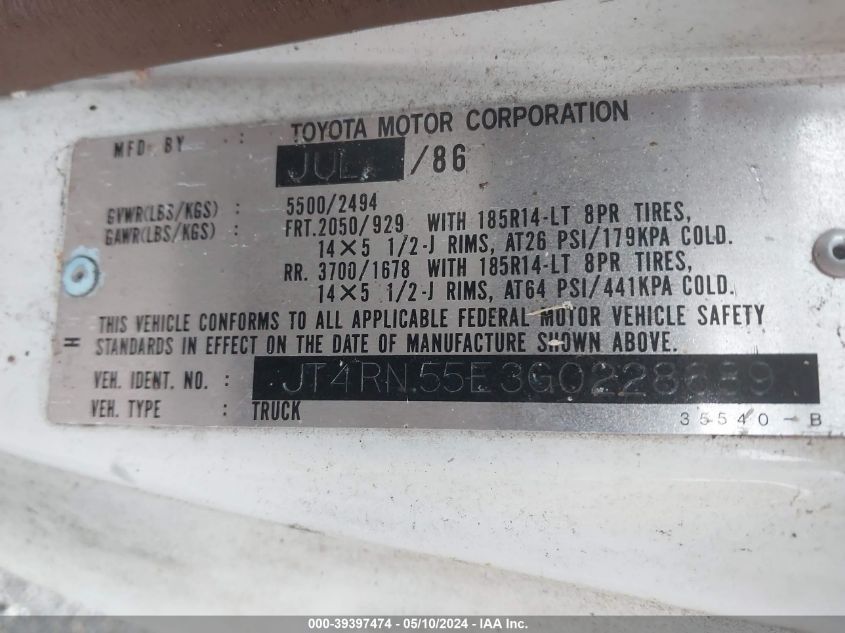 MFD BY : TOYOTA MOTOR CORPORATION
JUL /86
GVWR(LBS/KGS) : 5500/2494
GAWR(LBS/KGS) : FRT.2050/929 WITH 185R14-LT 8PR TIRES,
14×5 1/2-J RIMS, AT26 PSI/179KPA COLD.
RR. 3700/1678 WITH 185R14-LT 8PR TIRES,
14×5 1/2-J RIMS, AT64 PSI/441KPA COLD.
THIS VEHICLE CONFORMS TO ALL APPLICABLE FEDERAL MOTOR VEHICLE SAFETY
H STANDARDS IN EFFECT ON THE DATE OF MANUFACTURE SHOWN ABOVE.
VEH. IDENT. NO. :
VEH. TYPE : TRUCK
35540-B
000-39397474 — 05/10/2024 — IAA Inc.